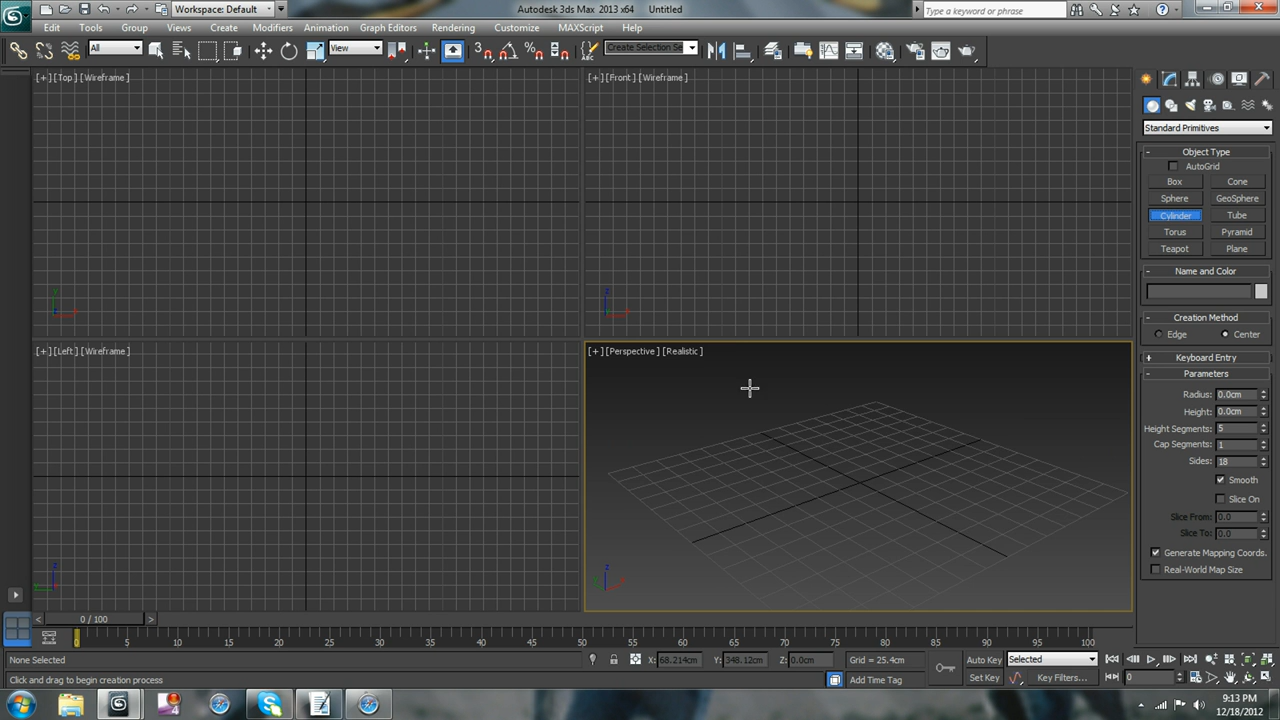 Workspace: Default
Autodesk 3ds Max 2013 x64
Untitled
Type a keyword or phrase
Edit Tools Group Views Create Modifiers Animation Graph Editors Rendering Customize MAXScript Help
All
View
3
Create Selection Se
[+][Top][Wireframe]
[+][Front][Wireframe]
[+][Left][Wireframe]
[+][Perspective][Realistic]
Standard Primitives
- Object Type
AutoGrid
Box Cone
Sphere GeoSphere
Cylinder Tube
Torus Pyramid
Teapot Plane
- Name and Color
- Creation Method
Edge Center
+ Keyboard Entry
- Parameters
Radius: 0.0cm
Height: 0.0cm
Height Segments: 5
Cap Segments: 1
Sides: 18
Smooth
Slice On
Slice From: 0.0
Slice To: 0.0
Generate Mapping Coords.
Real-World Map Size
< 0 / 100 >
0 5 10 15 20 25 30 35 40 45 50 55 60 65 70 75 80 85 90 95 100
None Selected
X: 68.214cm Y: 348.12cm Z: 0.0cm
Grid = 25.4cm
Auto Key
Selected
Click and drag to begin creation process
Add Time Tag
Set Key
Key Filters...
0
9:13 PM
12/18/2012